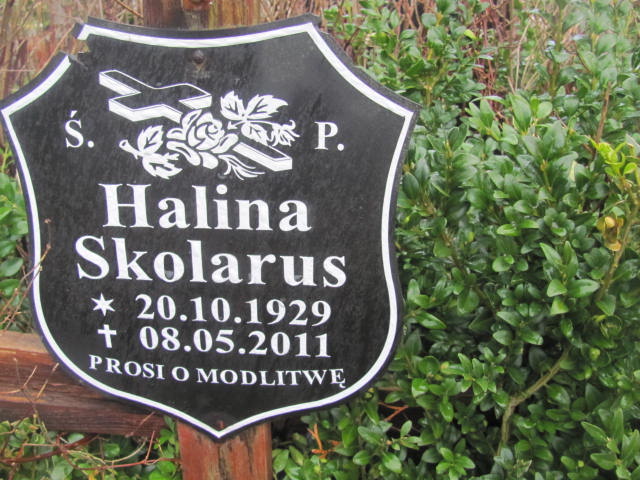 Ś. P.
Halina
Skolarus
✶ 20.10.1929
✝ 08.05.2011
PROSI O MODLITWĘ